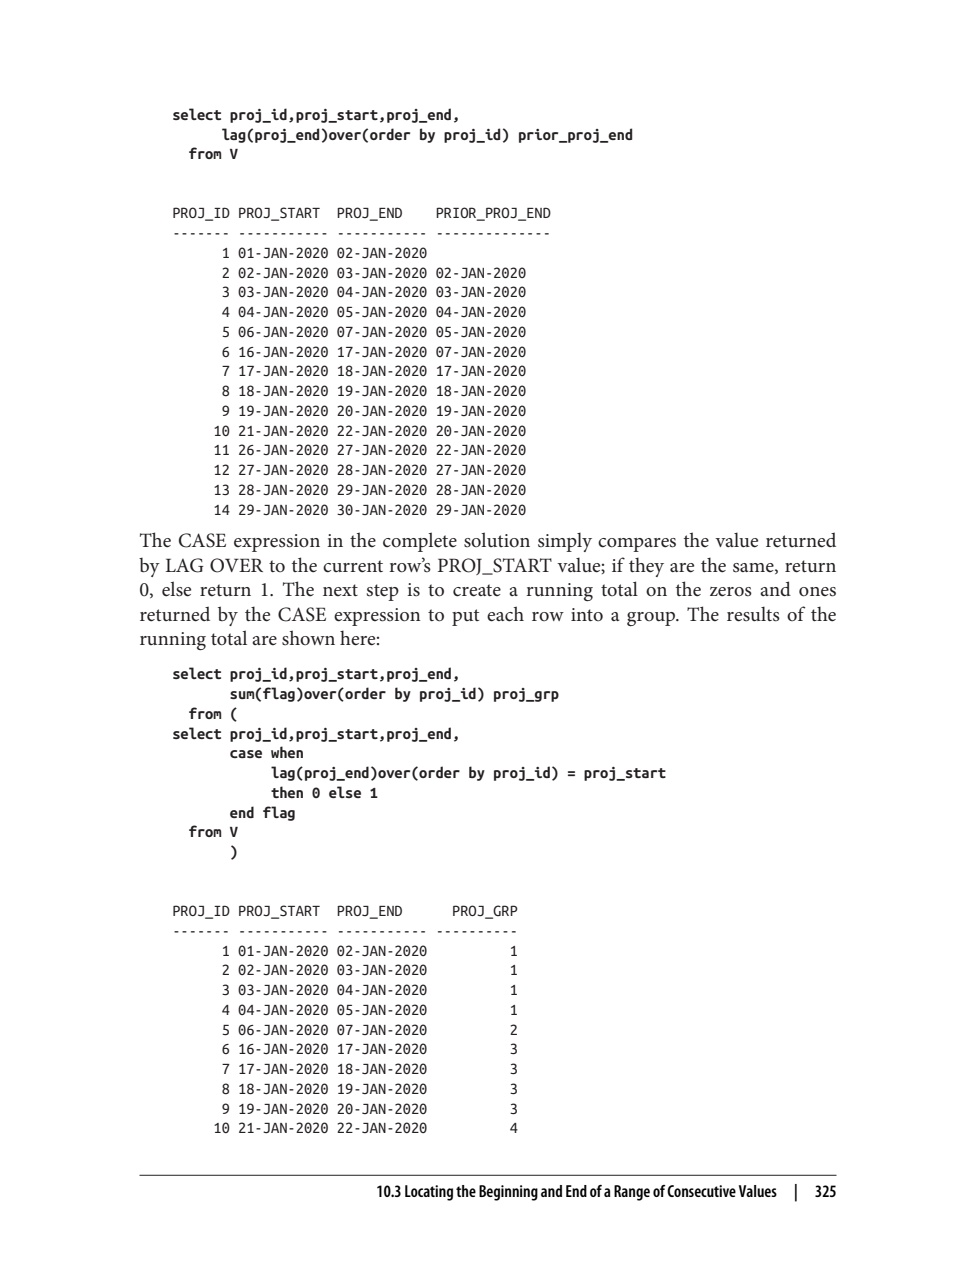 select proj_id,proj_start,proj_end,
lag(proj_end)over(order by proj_id) prior_proj_end
from V
PROJ_ID PROJ_START  PROJ_END    PRIOR_PROJ_END
------- ----------- ----------- --------------
1 01-JAN-2020 02-JAN-2020
2 02-JAN-2020 03-JAN-2020 02-JAN-2020
3 03-JAN-2020 04-JAN-2020 03-JAN-2020
4 04-JAN-2020 05-JAN-2020 04-JAN-2020
5 06-JAN-2020 07-JAN-2020 05-JAN-2020
6 16-JAN-2020 17-JAN-2020 07-JAN-2020
7 17-JAN-2020 18-JAN-2020 17-JAN-2020
8 18-JAN-2020 19-JAN-2020 18-JAN-2020
9 19-JAN-2020 20-JAN-2020 19-JAN-2020
10 21-JAN-2020 22-JAN-2020 20-JAN-2020
11 26-JAN-2020 27-JAN-2020 22-JAN-2020
12 27-JAN-2020 28-JAN-2020 27-JAN-2020
13 28-JAN-2020 29-JAN-2020 28-JAN-2020
14 29-JAN-2020 30-JAN-2020 29-JAN-2020
The CASE expression in the complete solution simply compares the value returned
by LAG OVER to the current row’s PROJ_START value; if they are the same, return
0, else return 1. The next step is to create a running total on the zeros and ones
returned by the CASE expression to put each row into a group. The results of the
running total are shown here:
select proj_id,proj_start,proj_end,
sum(flag)over(order by proj_id) proj_grp
from (
select proj_id,proj_start,proj_end,
case when
lag(proj_end)over(order by proj_id) = proj_start
then 0 else 1
end flag
from V
)
PROJ_ID PROJ_START  PROJ_END      PROJ_GRP
------- ----------- ----------- ----------
1 01-JAN-2020 02-JAN-2020          1
2 02-JAN-2020 03-JAN-2020          1
3 03-JAN-2020 04-JAN-2020          1
4 04-JAN-2020 05-JAN-2020          1
5 06-JAN-2020 07-JAN-2020          2
6 16-JAN-2020 17-JAN-2020          3
7 17-JAN-2020 18-JAN-2020          3
8 18-JAN-2020 19-JAN-2020          3
9 19-JAN-2020 20-JAN-2020          3
10 21-JAN-2020 22-JAN-2020          4
10.3 Locating the Beginning and End of a Range of Consecutive Values | 325